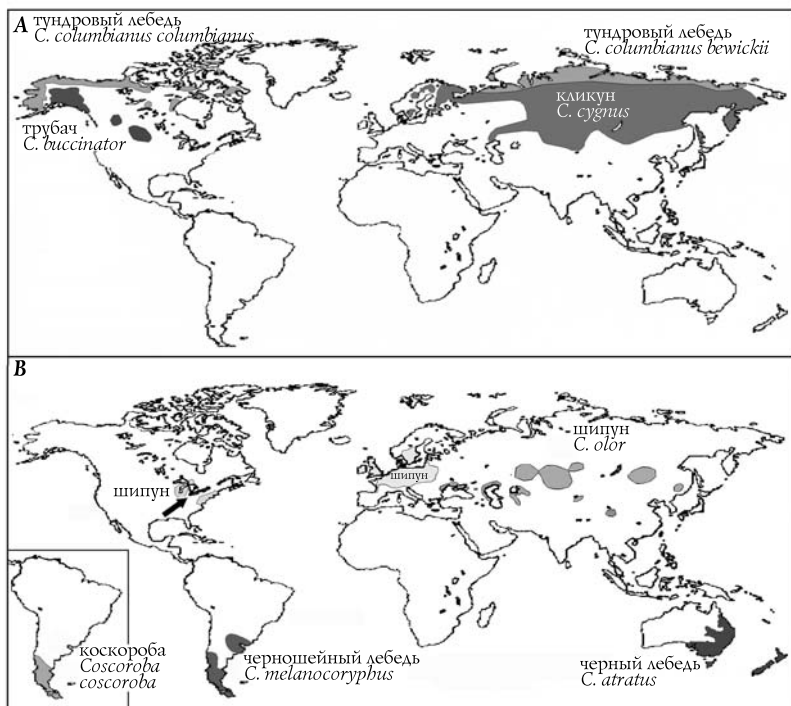 A
тундровый лебедь
C. columbianus columbianus
тундровый лебедь
C. columbianus bewickii
кликун
C. cygnus
трубач
C. buccinator
B
шипун
C. olor
шипун
шипун
коскороба
Coscoroba
coscoroba
черношейный лебедь
C. melanocoryphus
черный лебедь
C. atratus